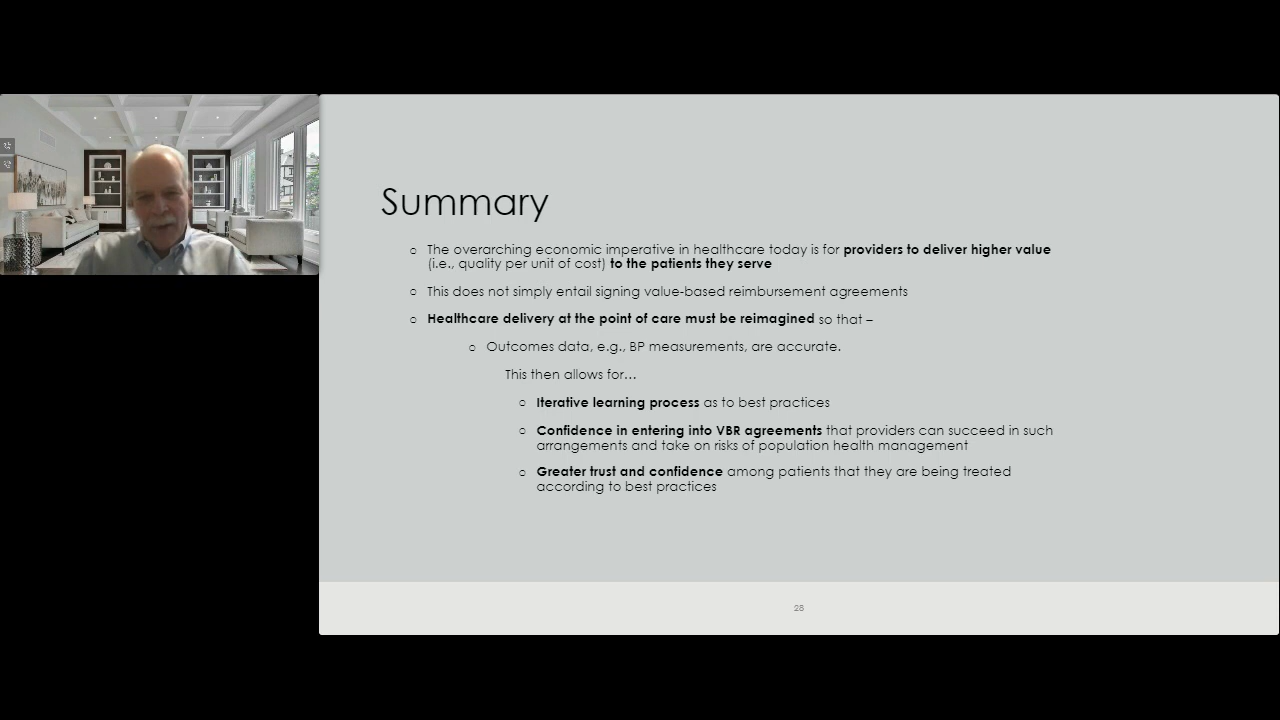 Summary
○ The overarching economic imperative in healthcare today is for providers to deliver higher value
(i.e., quality per unit of cost) to the patients they serve
○ This does not simply entail signing value-based reimbursement agreements
○ Healthcare delivery at the point of care must be reimagined so that –
○ Outcomes data, e.g., BP measurements, are accurate.
This then allows for…
○ Iterative learning process as to best practices
○ Confidence in entering into VBR agreements that providers can succeed in such
arrangements and take on risks of population health management
○ Greater trust and confidence among patients that they are being treated
according to best practices
28